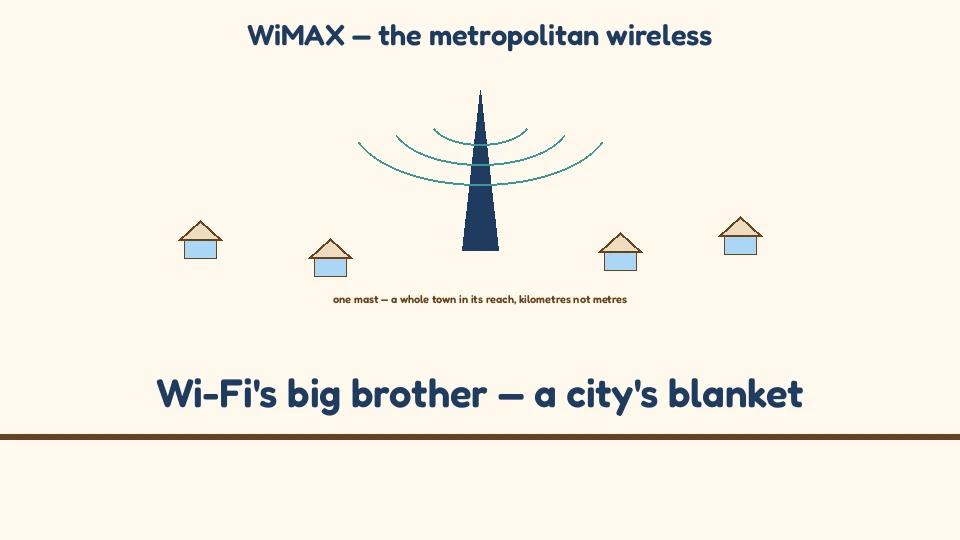 WiMAX — the metropolitan wireless
one mast — a whole town in its reach, kilometres not metres
Wi-Fi's big brother — a city's blanket